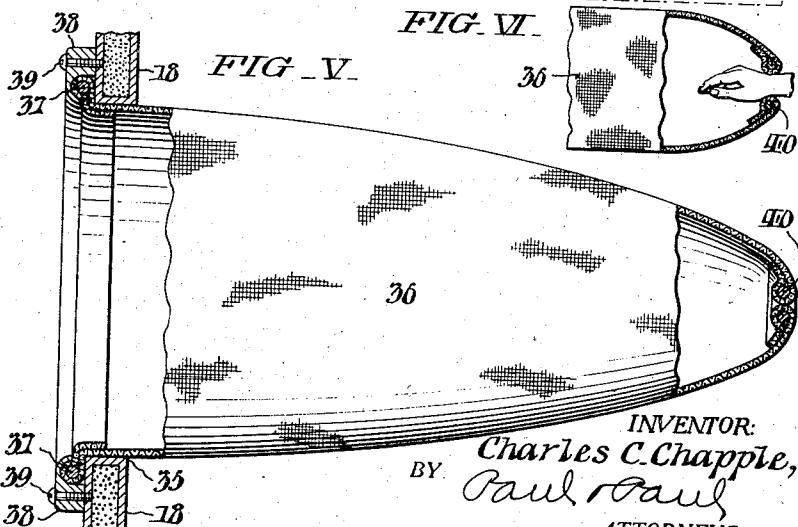 FIG_VI_
38
39
37
18
FIG_V_
36
40
40
36
37
39
38
35
18
INVENTOR:
Charles C. Chapple,
BY Paul & Paul